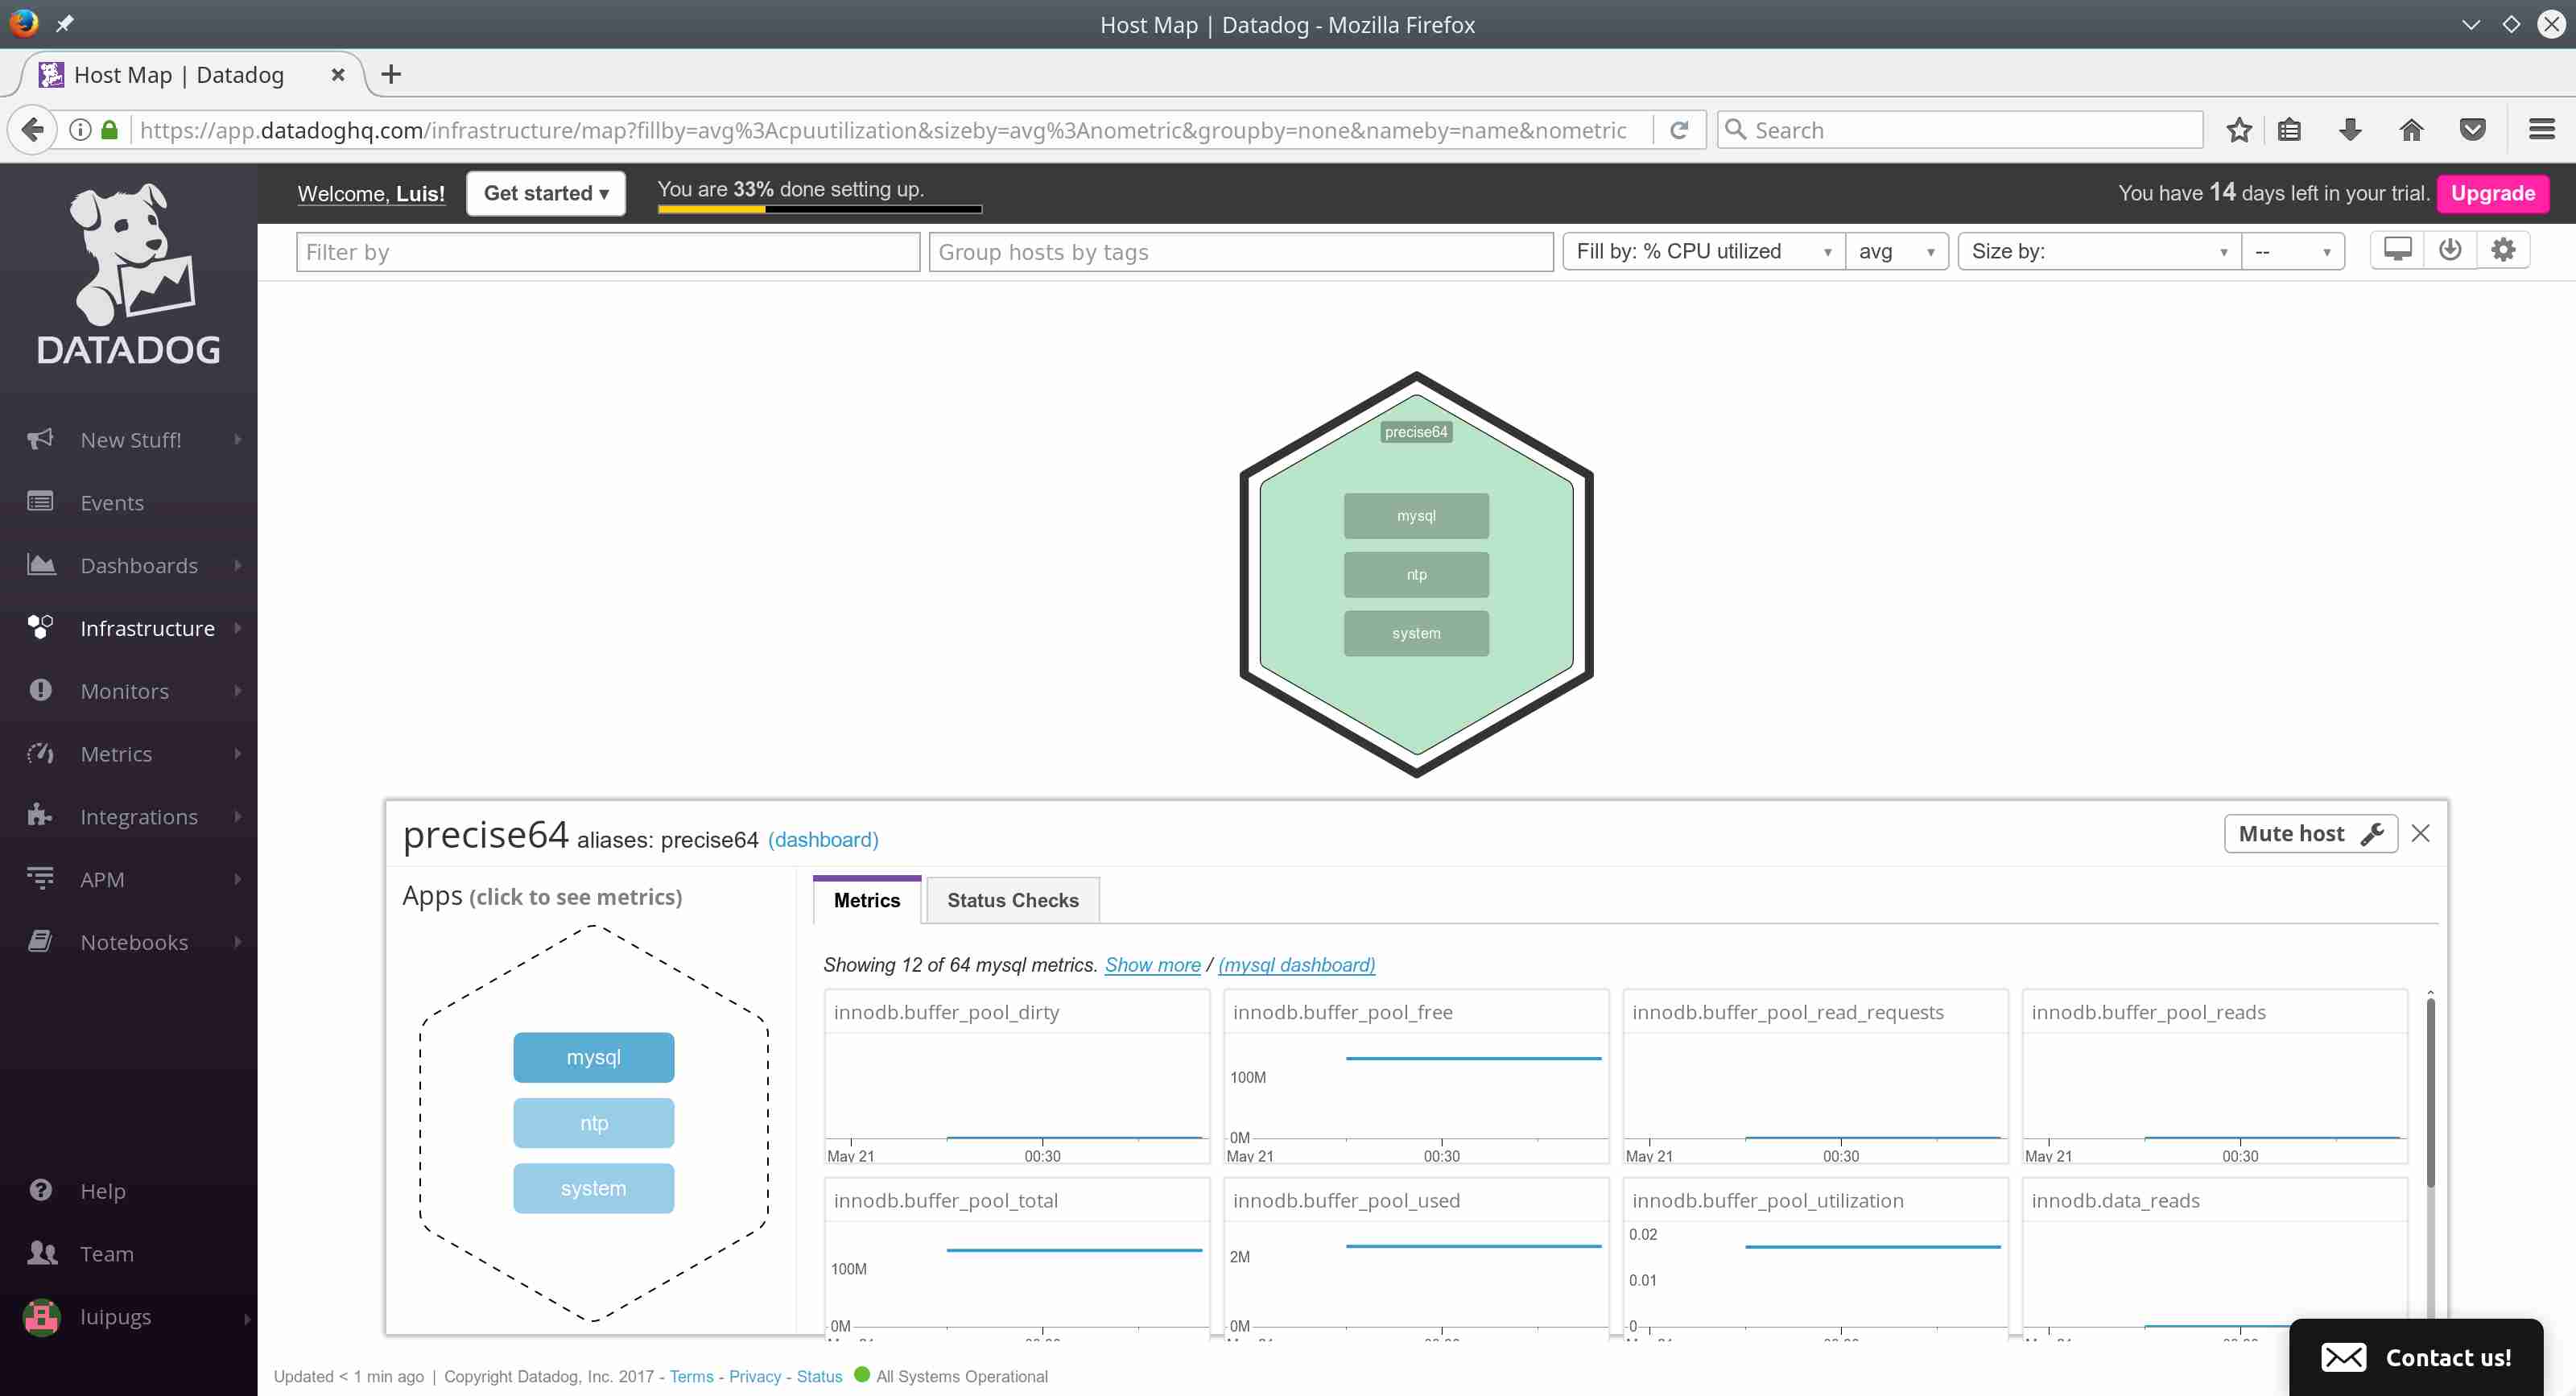 Host Map | Datadog - Mozilla Firefox
Host Map | Datadog
https://app.datadoghq.com/infrastructure/map?fillby=avg%3Acpuutilization&sizeby=avg%3Anometric&groupby=none&nameby=name&nometric
Search
DATADOG
Welcome, Luis!
Get started ▾
You are 33% done setting up.
You have 14 days left in your trial.
Upgrade
Filter by
Group hosts by tags
Fill by: % CPU utilized
avg
Size by:
--
New Stuff!
Events
Dashboards
Infrastructure
Monitors
Metrics
Integrations
APM
Notebooks
Help
Team
luipugs
precise64
mysql
ntp
system
precise64 aliases: precise64 (dashboard)
Mute host
Apps (click to see metrics)
mysql
ntp
system
Metrics
Status Checks
Showing 12 of 64 mysql metrics. Show more / (mysql dashboard)
innodb.buffer_pool_dirty
May 21
00:30
innodb.buffer_pool_free
100M
0M
May 21
00:30
innodb.buffer_pool_read_requests
May 21
00:30
innodb.buffer_pool_reads
May 21
00:30
innodb.buffer_pool_total
100M
0M
innodb.buffer_pool_used
2M
0M
innodb.buffer_pool_utilization
0.02
0.01
0
innodb.data_reads
Updated < 1 min ago | Copyright Datadog, Inc. 2017 - Terms - Privacy - Status All Systems Operational
Contact us!